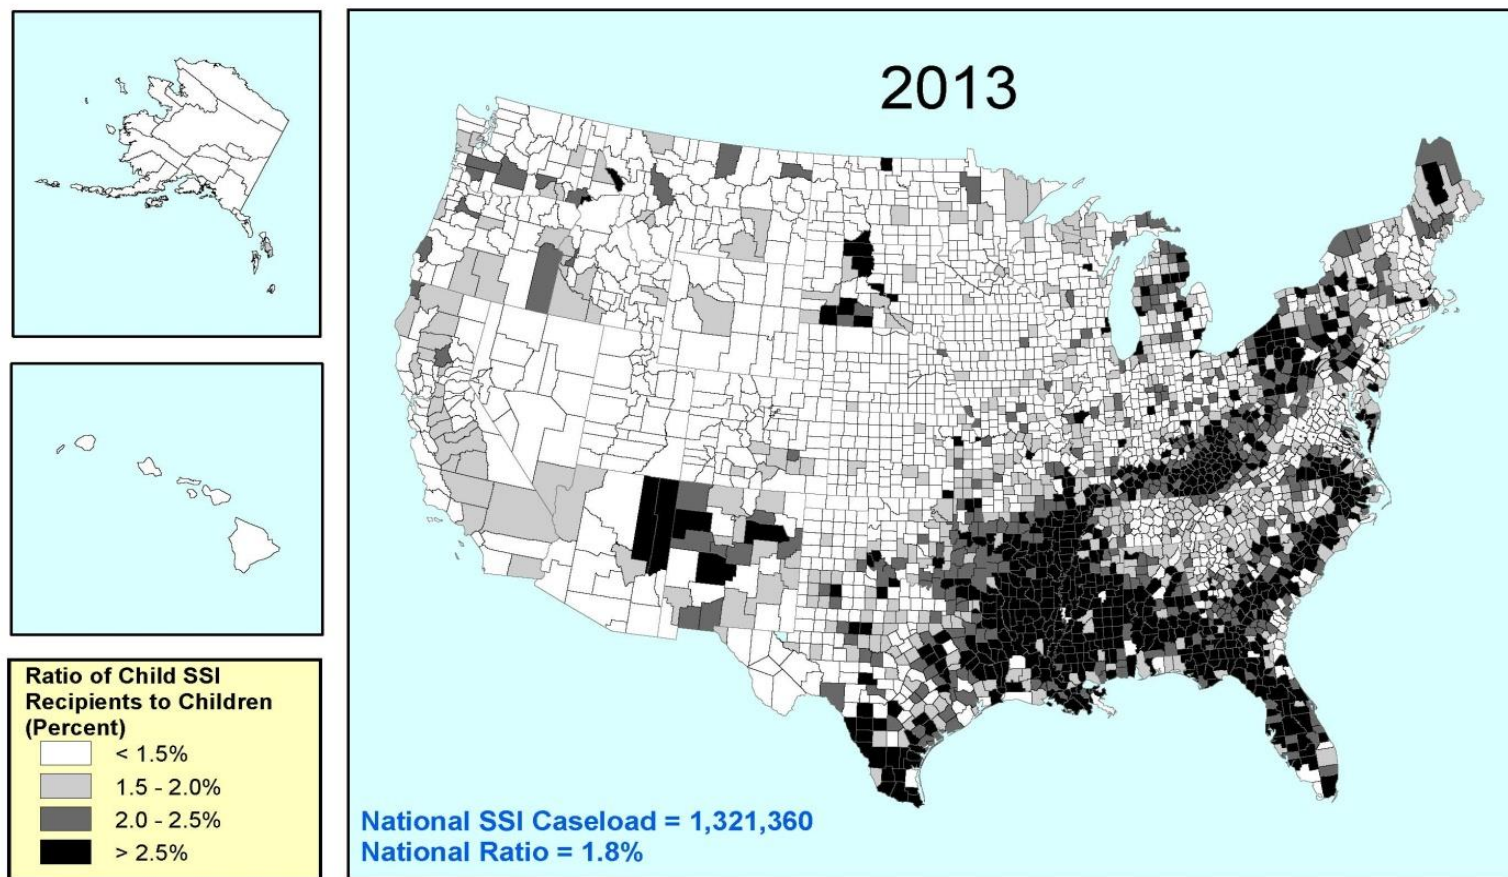 2013
Ratio of Child SSI
Recipients to Children
(Percent)
< 1.5%
1.5 - 2.0%
2.0 - 2.5%
> 2.5%
National SSI Caseload = 1,321,360
National Ratio = 1.8%